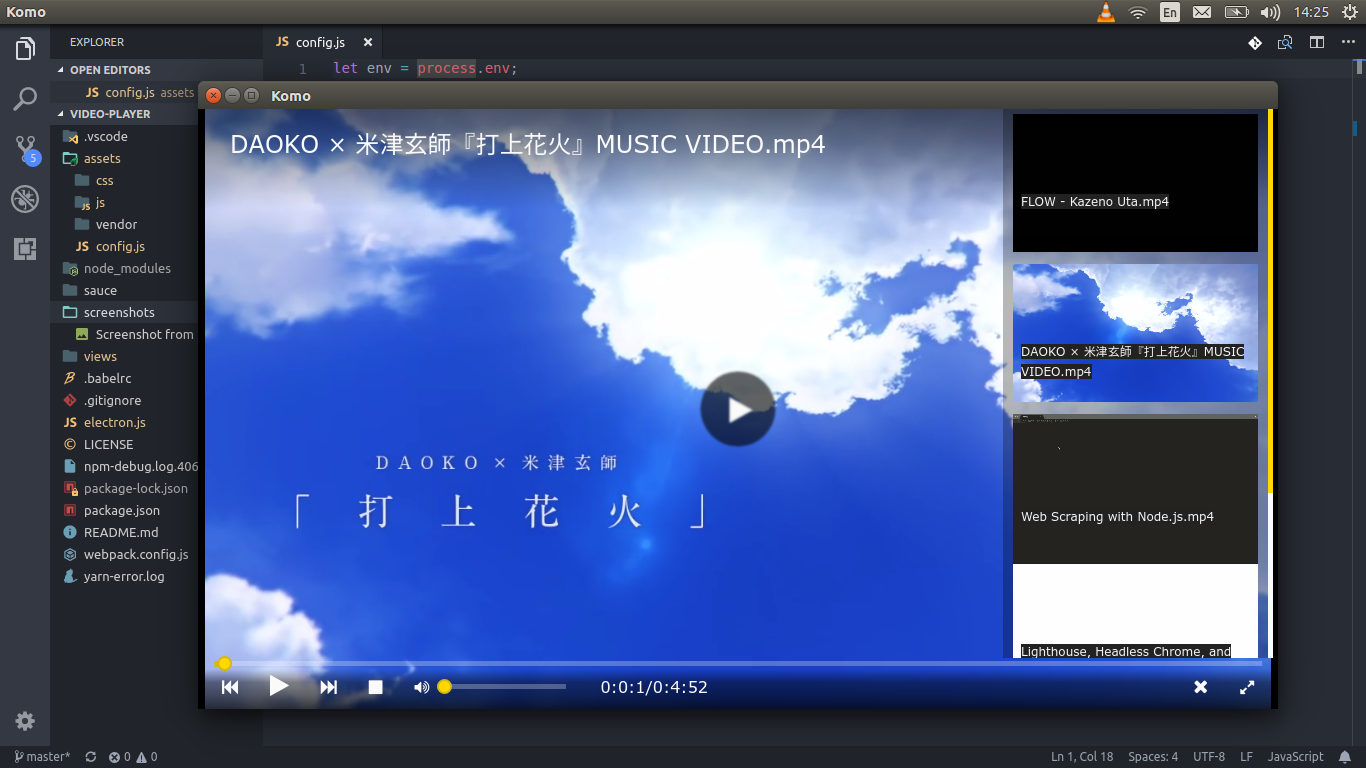 Komo
En
14:25
EXPLORER
JS config.js
OPEN EDITORS
JS config.js assets
1 let env = process.env;
VIDEO-PLAYER
Komo
.vscode
assets
css
js
vendor
JS config.js
node_modules
sauce
screenshots
Screenshot from
views
.babelrc
.gitignore
JS electron.js
LICENSE
npm-debug.log.406
package-lock.json
package.json
README.md
webpack.config.js
yarn-error.log
5
DAOKO × 米津玄師『打上花火』MUSIC VIDEO.mp4
DAOKO × 米津玄師
「打上花火」
FLOW - Kazeno Uta.mp4
DAOKO × 米津玄師『打上花火』MUSIC
VIDEO.mp4
Web Scraping with Node.js.mp4
Lighthouse, Headless Chrome, and
0:0:1/0:4:52
master*
0
0
Ln 1, Col 18
Spaces: 4
UTF-8
LF
JavaScript